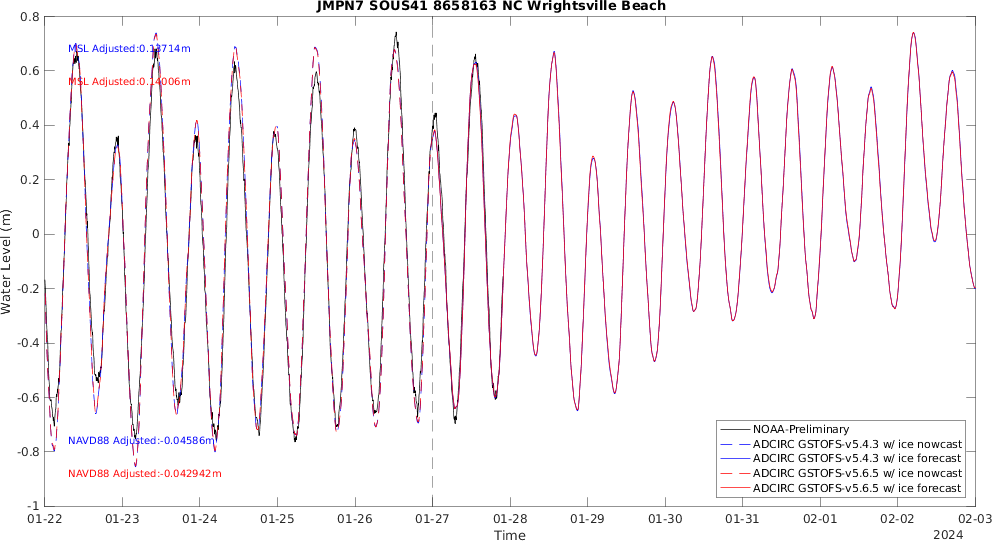 JMPN7 SOUS41 8658163 NC Wrightsville Beach
0.8
0.6
0.4
0.2
0
-0.2
-0.4
-0.6
-0.8
-1
Water Level (m)
MSL Adjusted:0.13714m
MSL Adjusted:0.14006m
NAVD88 Adjusted:-0.04586m
NAVD88 Adjusted:-0.042942m
NOAA-Preliminary
ADCIRC GSTOFS-v5.4.3 w/ ice nowcast
ADCIRC GSTOFS-v5.4.3 w/ ice forecast
ADCIRC GSTOFS-v5.6.5 w/ ice nowcast
ADCIRC GSTOFS-v5.6.5 w/ ice forecast
01-22 01-23 01-24 01-25 01-26 01-27 01-28 01-29 01-30 01-31 02-01 02-02 02-03
Time
2024